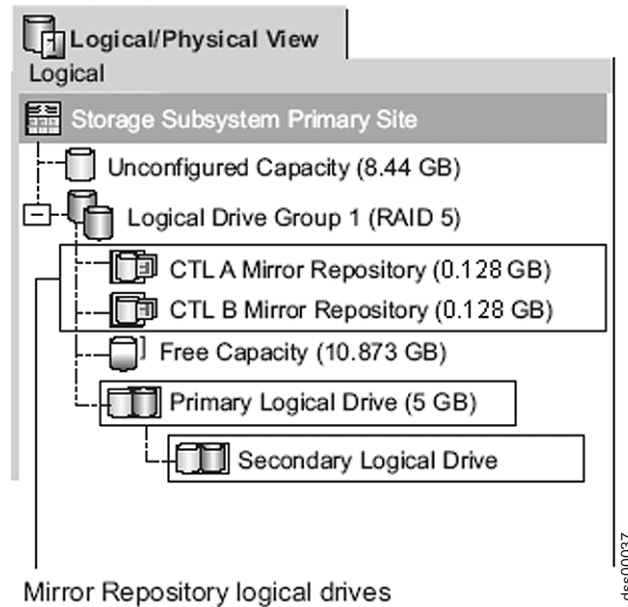 Logical/Physical View
Logical
Storage Subsystem Primary Site
Unconfigured Capacity (8.44 GB)
Logical Drive Group 1 (RAID 5)
CTL A Mirror Repository (0.128 GB)
CTL B Mirror Repository (0.128 GB)
Free Capacity (10.873 GB)
Primary Logical Drive (5 GB)
Secondary Logical Drive
Mirror Repository logical drives
dss00037